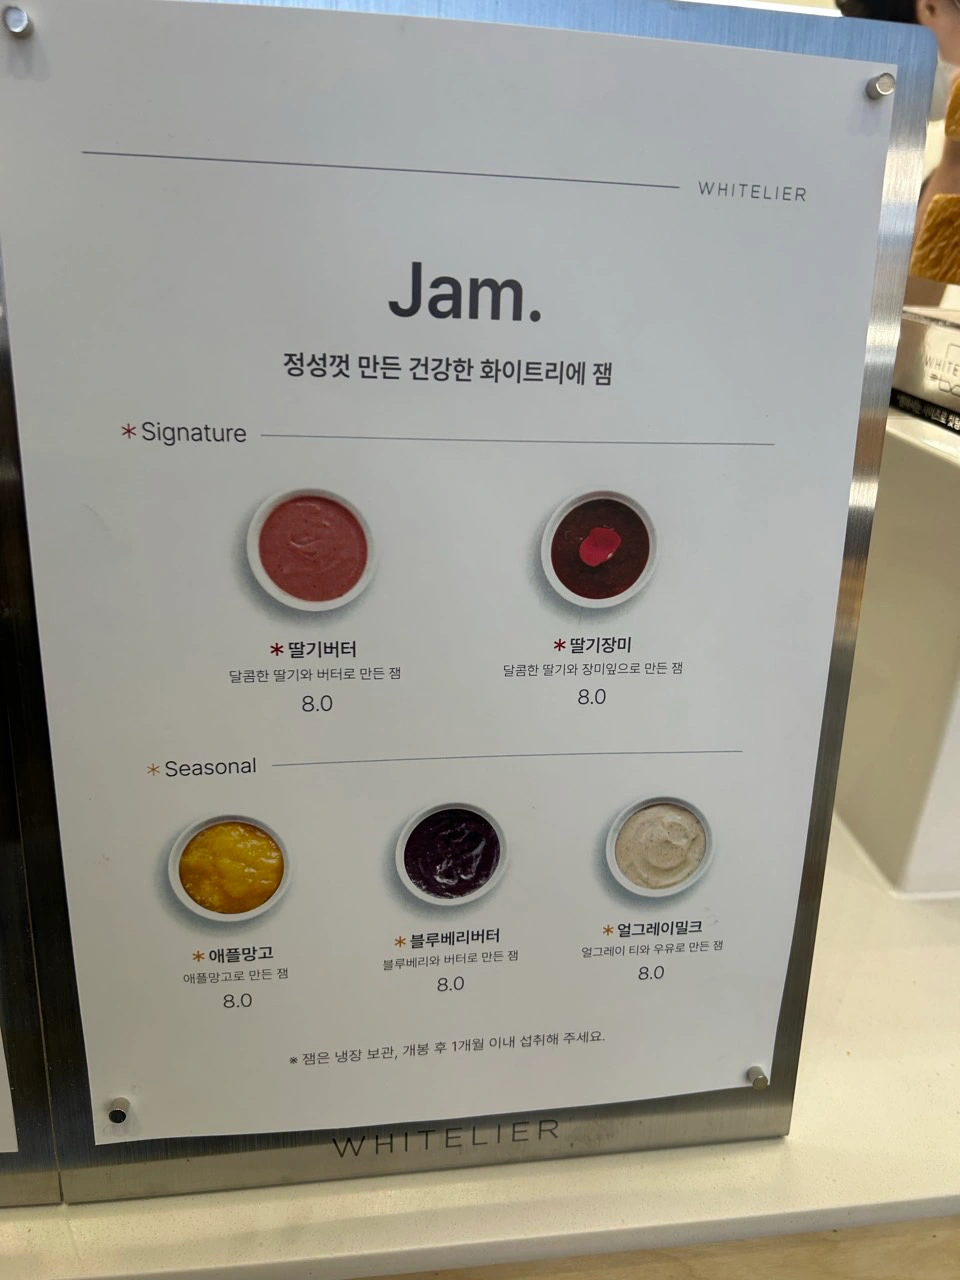 WHITELIER
Jam.
정성껏 만든 건강한 화이트리에 잼
*Signature
*딸기버터
달콤한 딸기와 버터로 만든 잼
8.0
*딸기장미
달콤한 딸기와 장미잎으로 만든 잼
8.0
*Seasonal
*애플망고
애플망고로 만든 잼
8.0
*블루베리버터
블루베리와 버터로 만든 잼
8.0
*얼그레이밀크
얼그레이 티와 우유로 만든 잼
8.0
※ 잼은 냉장 보관, 개봉 후 1개월 이내 섭취해 주세요.
WHITELIER